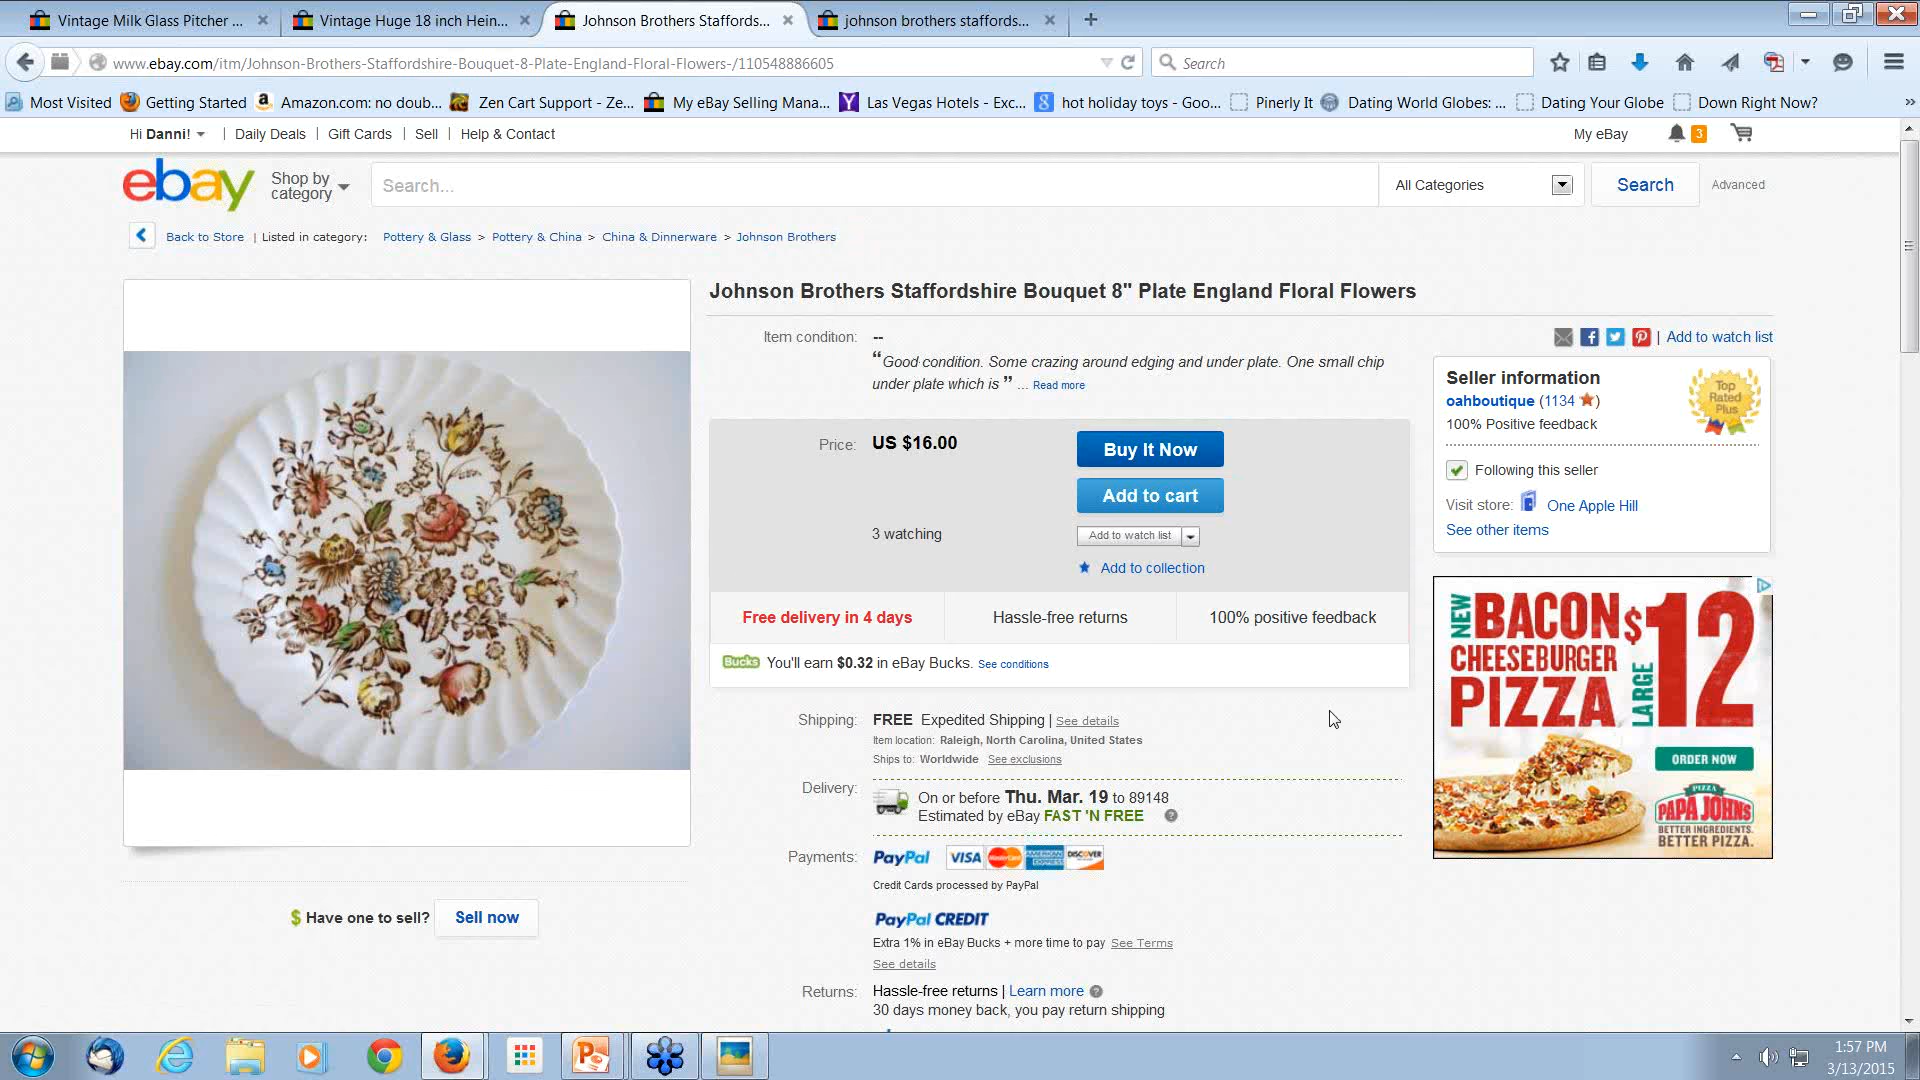 Vintage Milk Glass Pitcher ...
Vintage Huge 18 inch Hein...
Johnson Brothers Staffords...
johnson brothers staffords...
www.ebay.com/itm/Johnson-Brothers-Staffordshire-Bouquet-8-Plate-England-Floral-Flowers-/110548886605
Search
Most Visited Getting Started Amazon.com: no doub... Zen Cart Support - Ze... My eBay Selling Mana... Las Vegas Hotels - Exc... hot holiday toys - Goo... Pinerly It Dating World Globes: ... Dating Your Globe Down Right Now? »
Hi Danni! | Daily Deals | Gift Cards | Sell | Help & Contact
My eBay 3
ebay
Shop by
category
Search...
All Categories
Search
Advanced
Back to Store | Listed in category: Pottery & Glass > Pottery & China > China & Dinnerware > Johnson Brothers
Johnson Brothers Staffordshire Bouquet 8" Plate England Floral Flowers
Item condition: --
“Good condition. Some crazing around edging and under plate. One small chip
under plate which is ” ... Read more
Price: US $16.00
Buy It Now
Add to cart
3 watching
Add to watch list
Add to collection
Free delivery in 4 days
Hassle-free returns
100% positive feedback
Bucks You'll earn $0.32 in eBay Bucks. See conditions
Shipping: FREE Expedited Shipping | See details
Item location: Raleigh, North Carolina, United States
Ships to: Worldwide See exclusions
Delivery: On or before Thu. Mar. 19 to 89148
Estimated by eBay FAST 'N FREE ?
Payments: PayPal VISA MasterCard AMERICAN EXPRESS DISCOVER
Credit Cards processed by PayPal
PayPal CREDIT
Extra 1% in eBay Bucks + more time to pay See Terms
See details
Returns: Hassle-free returns | Learn more ?
30 days money back, you pay return shipping
$ Have one to sell? Sell now
| Add to watch list
Seller information
oahboutique (1134 )
100% Positive feedback
Top
Rated
Plus
Following this seller
Visit store: One Apple Hill
See other items
NEW
BACON
CHEESEBURGER
PIZZA
LARGE
$12
ORDER NOW
PIZZA
PAPA JOHNS
BETTER INGREDIENTS.
BETTER PIZZA.
1:57 PM
3/13/2015